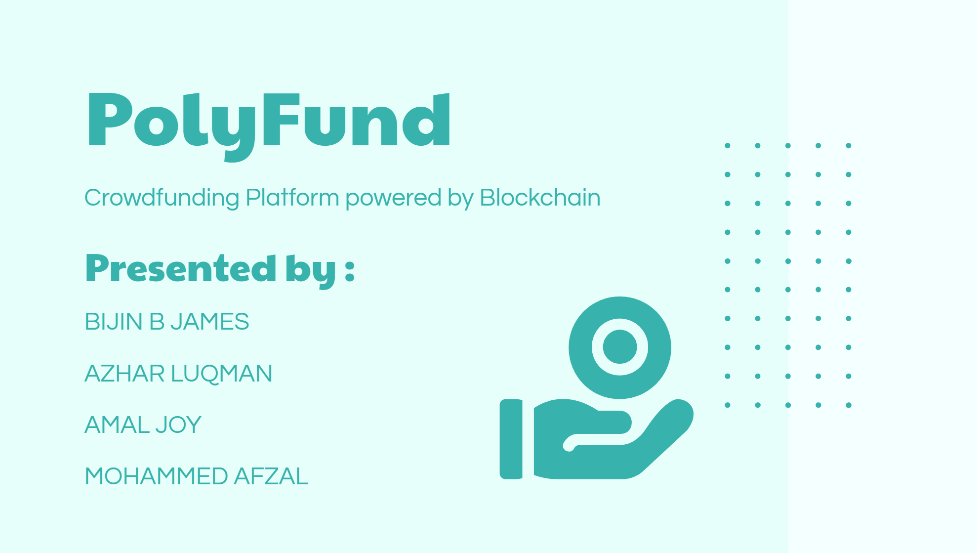 PolyFund
Crowdfunding Platform powered by Blockchain
Presented by :
BIJIN B JAMES
AZHAR LUQMAN
AMAL JOY
MOHAMMED AFZAL